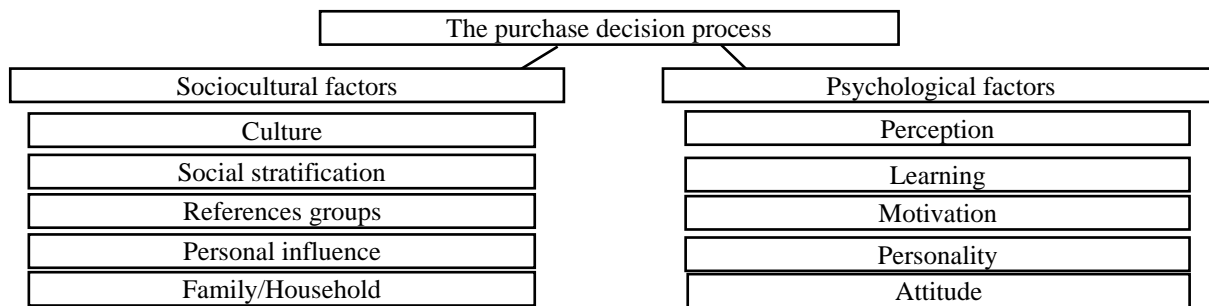 The purchase decision process
Sociocultural factors
Culture
Social stratification
References groups
Personal influence
Family/Household
Psychological factors
Perception
Learning
Motivation
Personality
Attitude